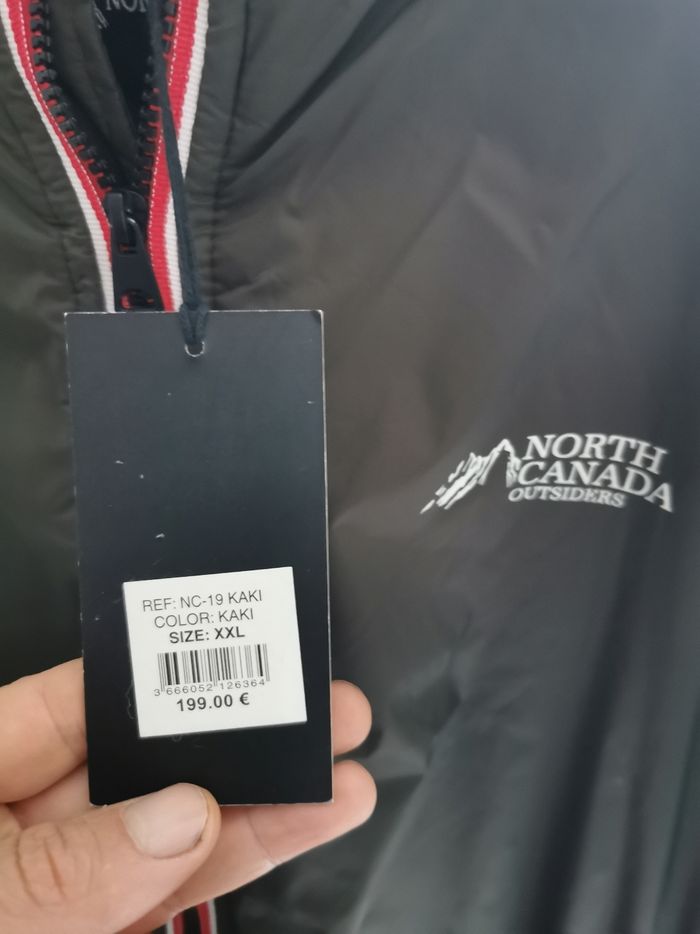 NORTH
CANADA
OUTSIDERS
REF: NC-19 KAKI
COLOR: KAKI
SIZE: XXL
3 666052 126364
199.00 €